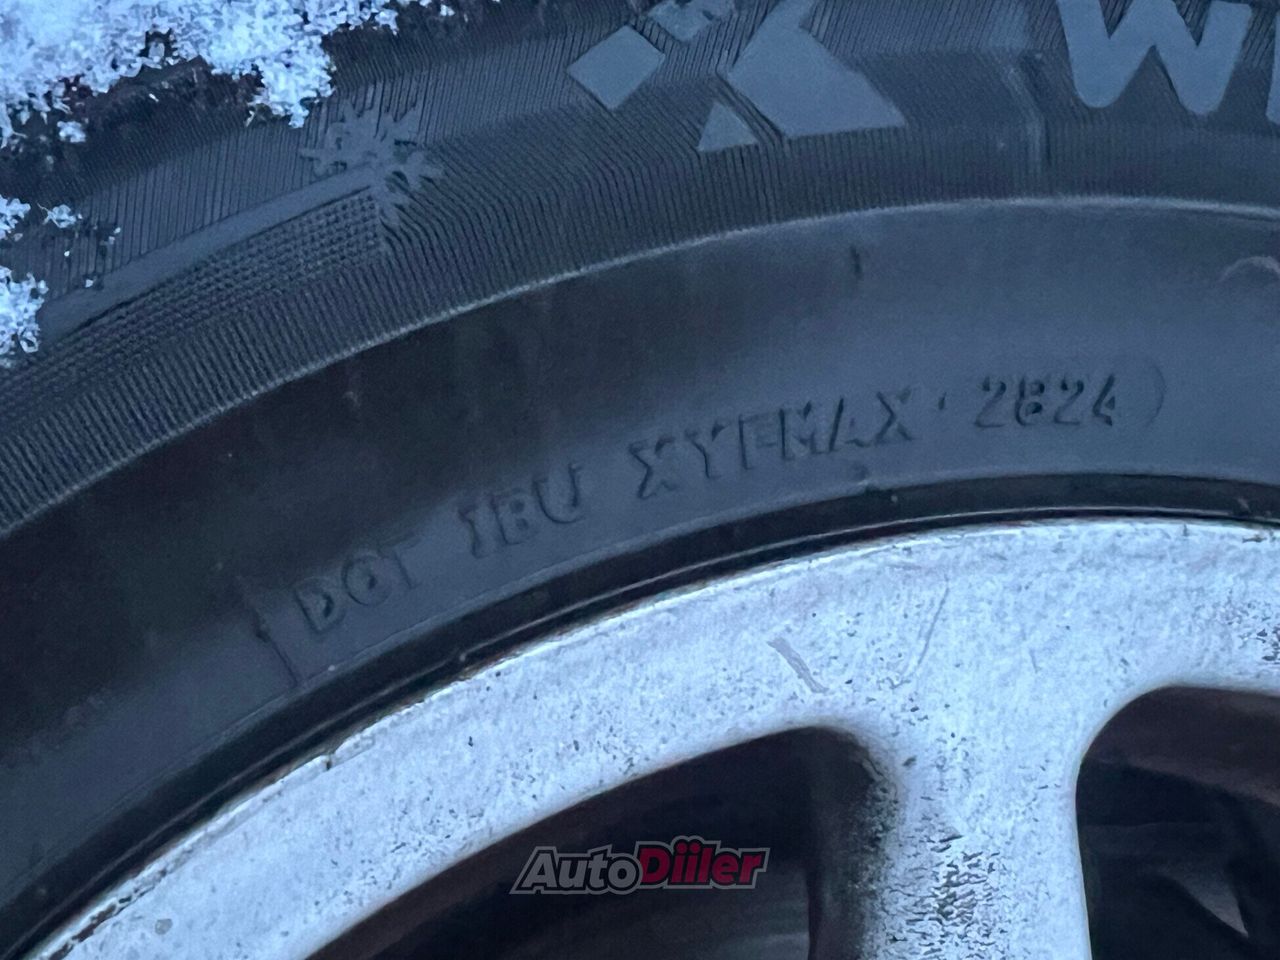 DOT 1BU XYFMAX · 2824
AutoDiiler